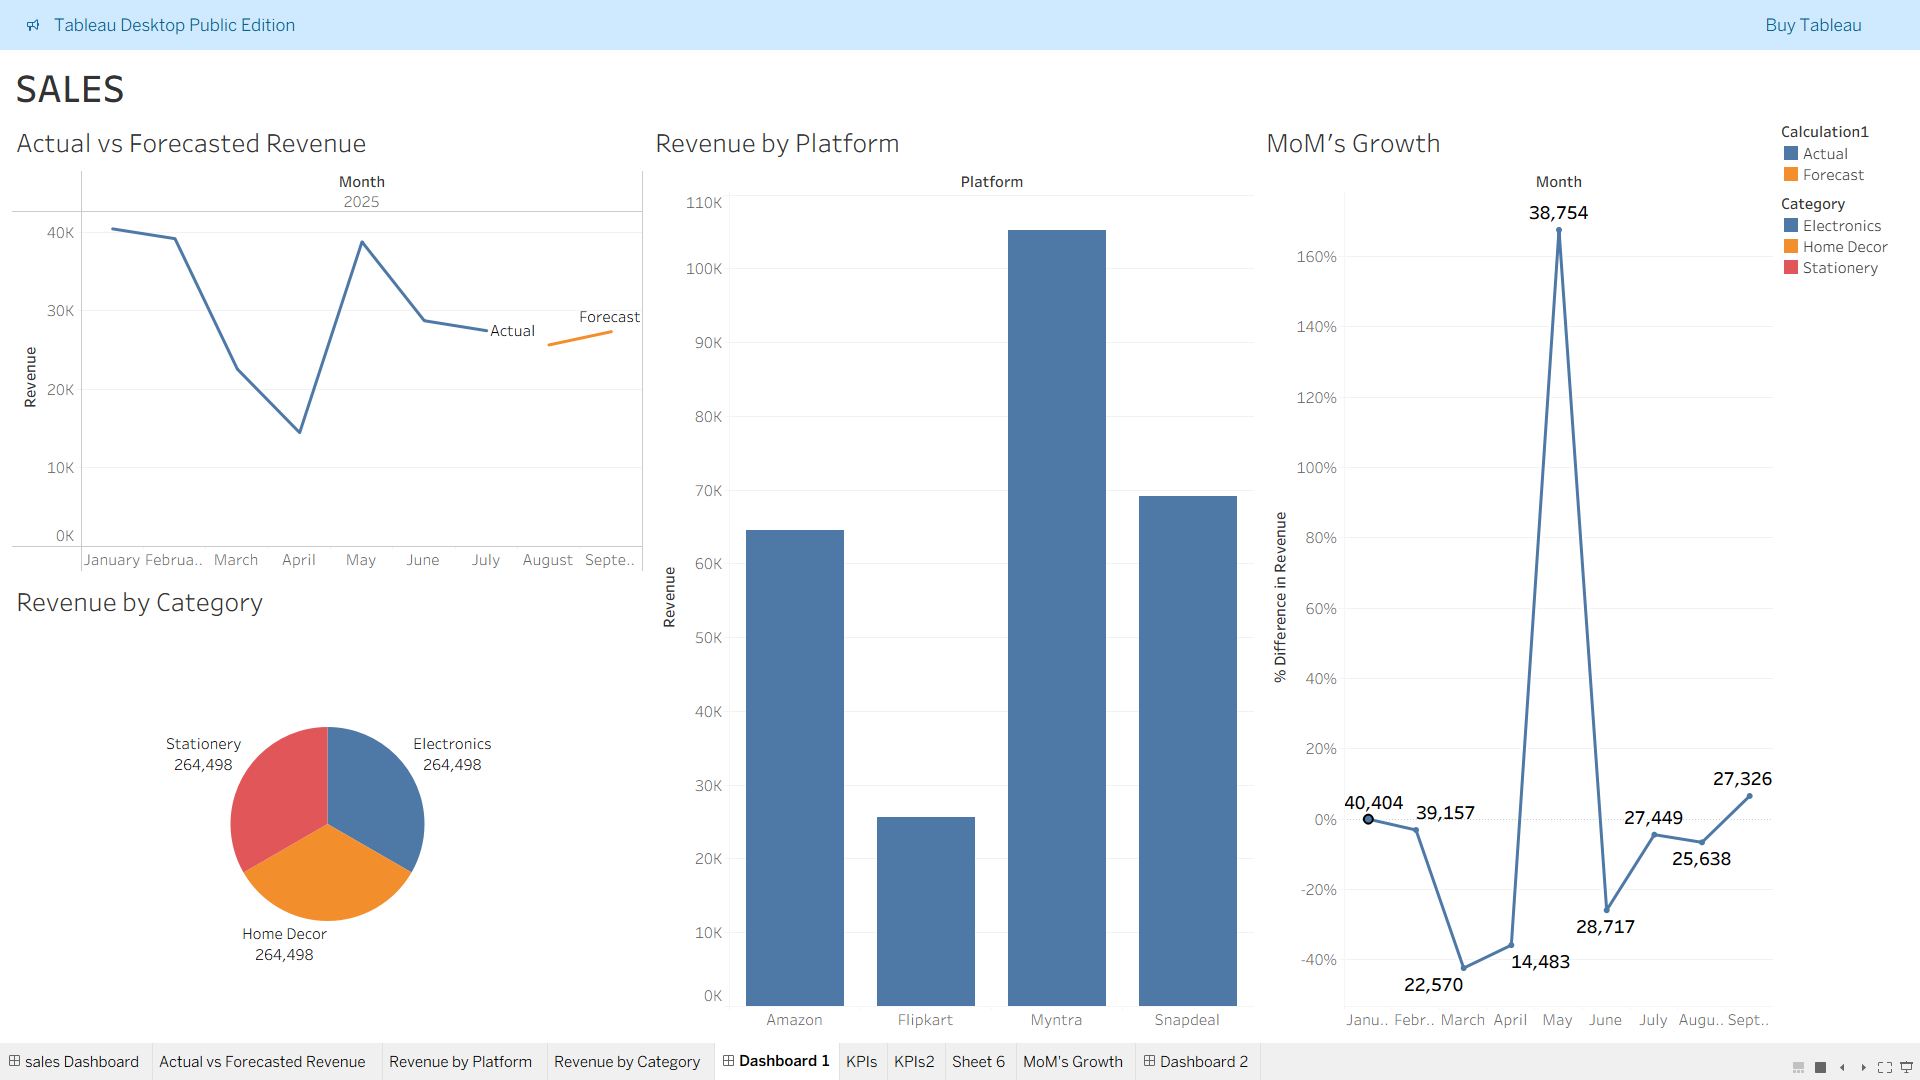 Tableau Desktop Public Edition
Buy Tableau
SALES
Actual vs Forecasted Revenue
Month
2025
40K
30K
20K
10K
0K
Revenue
Actual
Forecast
January Februa.. March April May June July August Septe..
Revenue by Category
Stationery
264,498
Electronics
264,498
Home Decor
264,498
Revenue by Platform
Platform
110K
100K
90K
80K
70K
60K
50K
40K
30K
20K
10K
0K
Revenue
Amazon Flipkart Myntra Snapdeal
MoM's Growth
Month
160%
140%
120%
100%
80%
60%
40%
20%
0%
-20%
-40%
% Difference in Revenue
40,404
39,157
22,570
14,483
38,754
28,717
27,449
25,638
27,326
Janu.. Febr.. March April May June July Augu.. Sept..
Calculation1
Actual
Forecast
Category
Electronics
Home Decor
Stationery
sales Dashboard Actual vs Forecasted Revenue Revenue by Platform Revenue by Category Dashboard 1 KPIs KPIs2 Sheet 6 MoM's Growth Dashboard 2